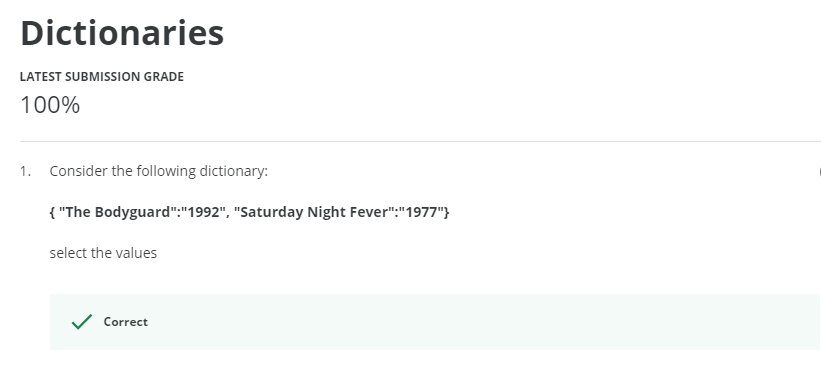 Dictionaries
LATEST SUBMISSION GRADE
100%
1. Consider the following dictionary:
{ "The Bodyguard":"1992", "Saturday Night Fever":"1977"}
select the values
Correct